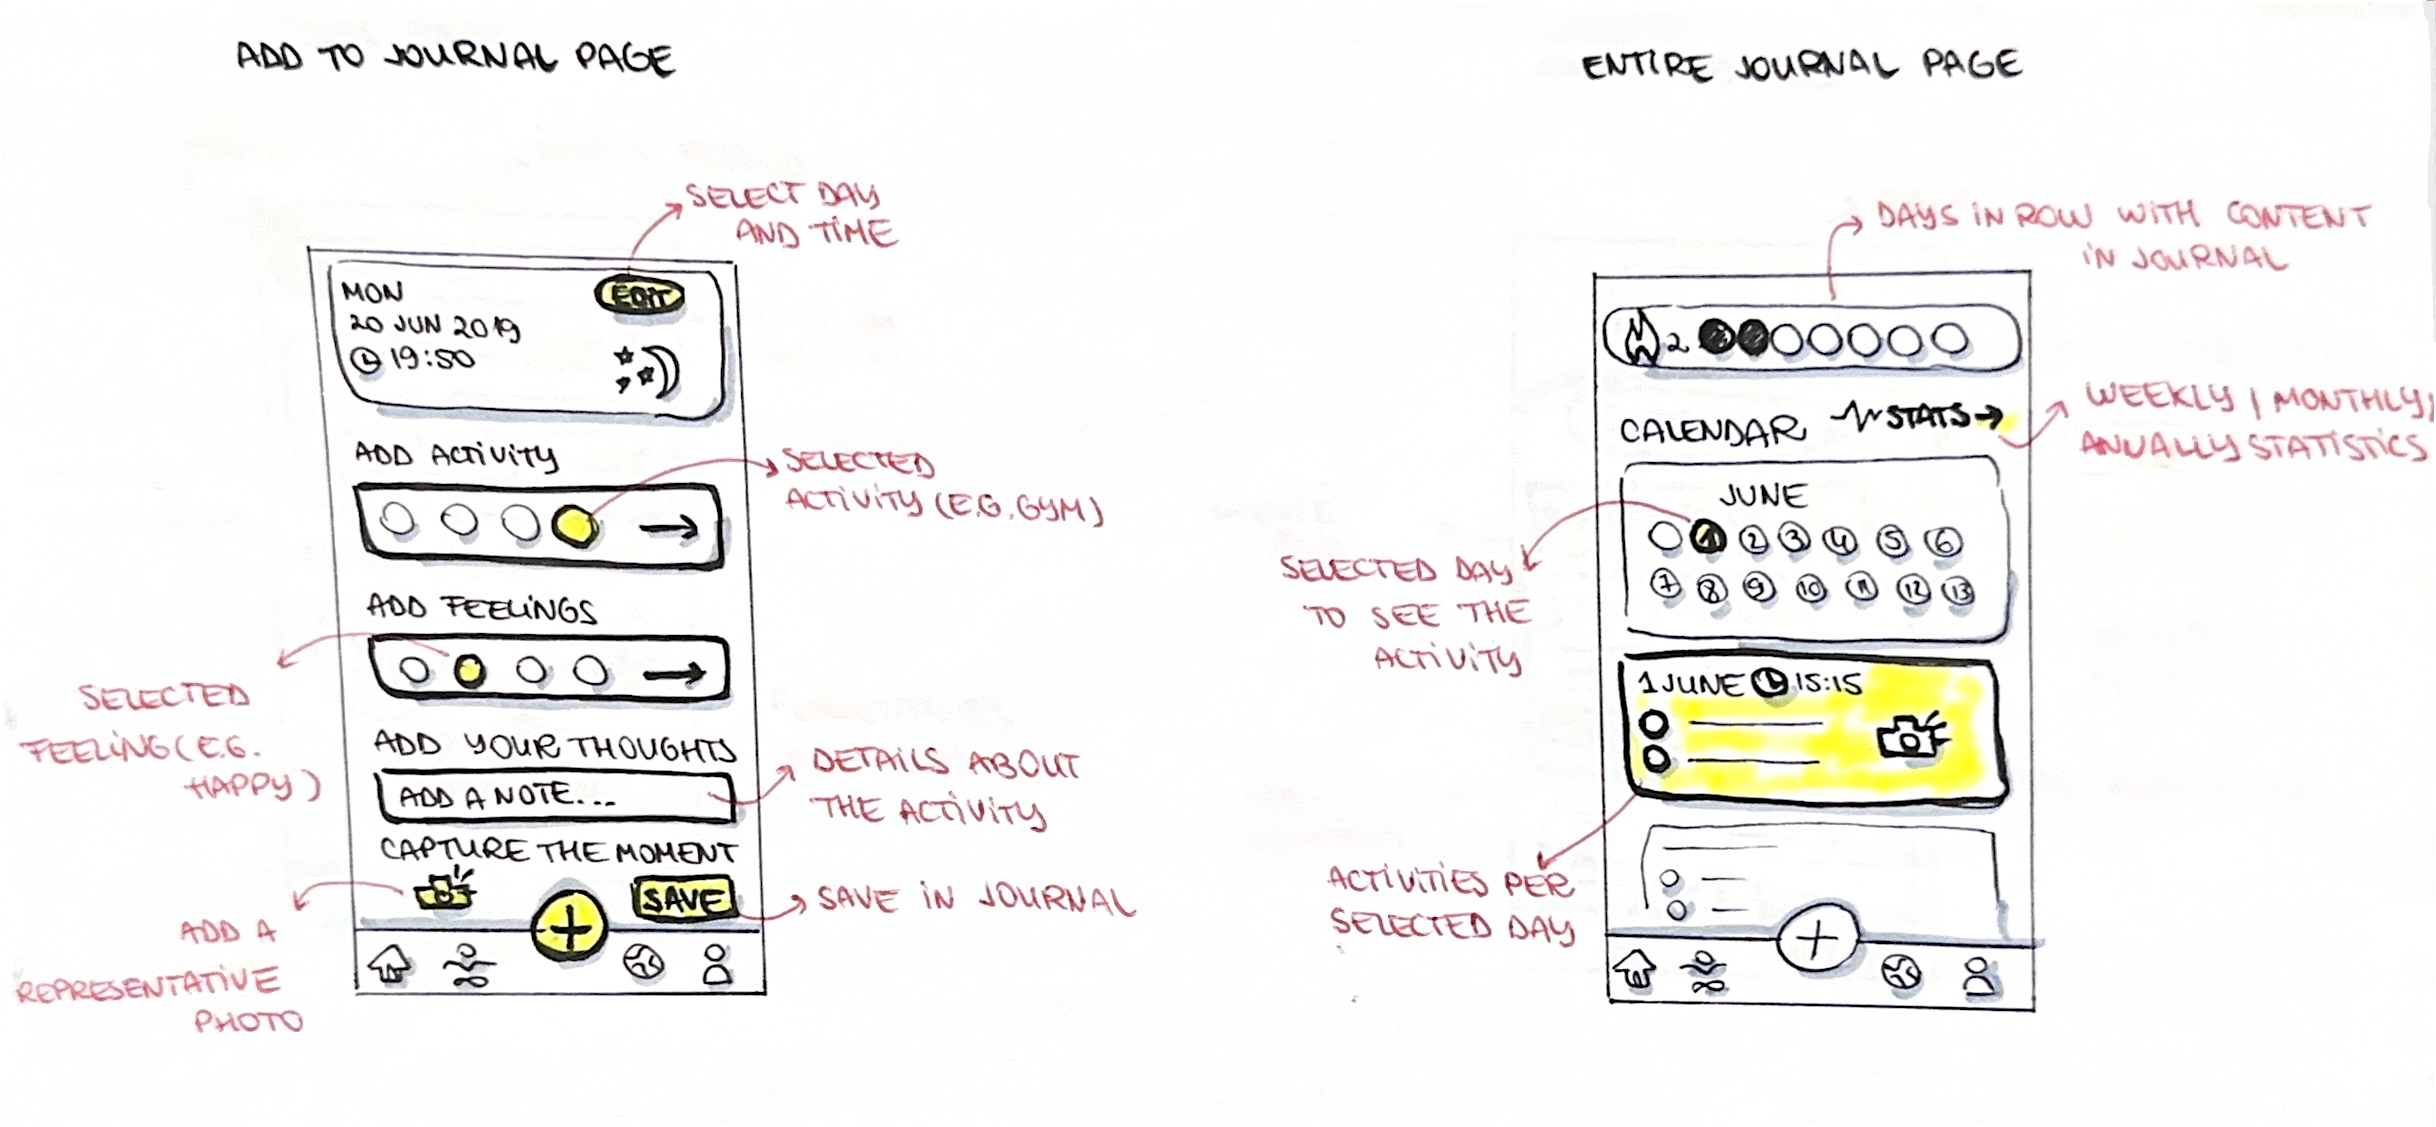 ADD TO JOURNAL PAGE
SELECT DAY
AND TIME
MON
EDIT
20 JUN 2019
19:50
ADD ACTIVITY
SELECTED
ACTIVITY (E.G. GYM)
ADD FEELINGS
SELECTED
FEELING (E.G.
HAPPY)
ADD YOUR THOUGHTS
ADD A NOTE...
DETAILS ABOUT
THE ACTIVITY
CAPTURE THE MOMENT
SAVE
SAVE IN JOURNAL
ADD A
REPRESENTATIVE
PHOTO
ENTIRE JOURNAL PAGE
DAYS IN ROW WITH CONTENT
IN JOURNAL
2
CALENDAR STATS
WEEKLY / MONTHLY/
ANUALLY STATISTICS
JUNE
1 2 3 4 5 6
7 8 9 10 11 12 13
SELECTED DAY
TO SEE THE
ACTIVITY
1 JUNE 15:15
ACTIVITIES PER
SELECTED DAY